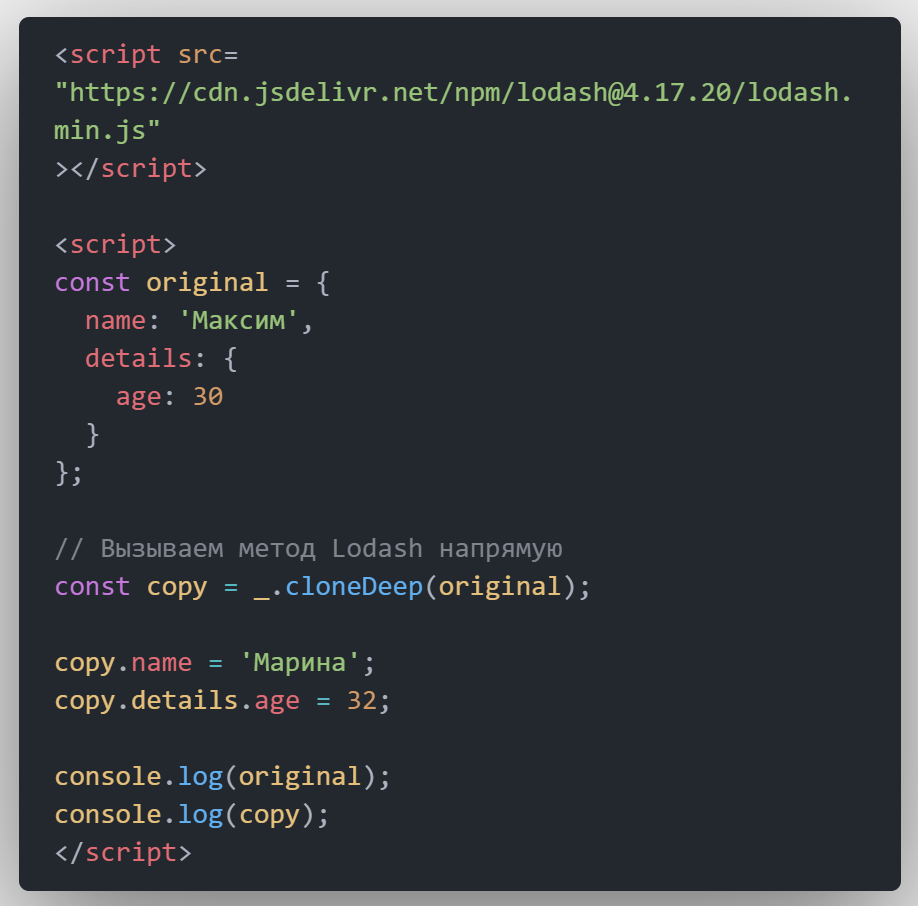 <script src=
"https://cdn.jsdelivr.net/npm/lodash@4.17.20/lodash.
min.js"
></script>
<script>
const original = {
  name: 'Максим',
  details: {
    age: 30
  }
};
// Вызываем метод Lodash напрямую
const copy = _.cloneDeep(original);
copy.name = 'Марина';
copy.details.age = 32;
console.log(original);
console.log(copy);
</script>